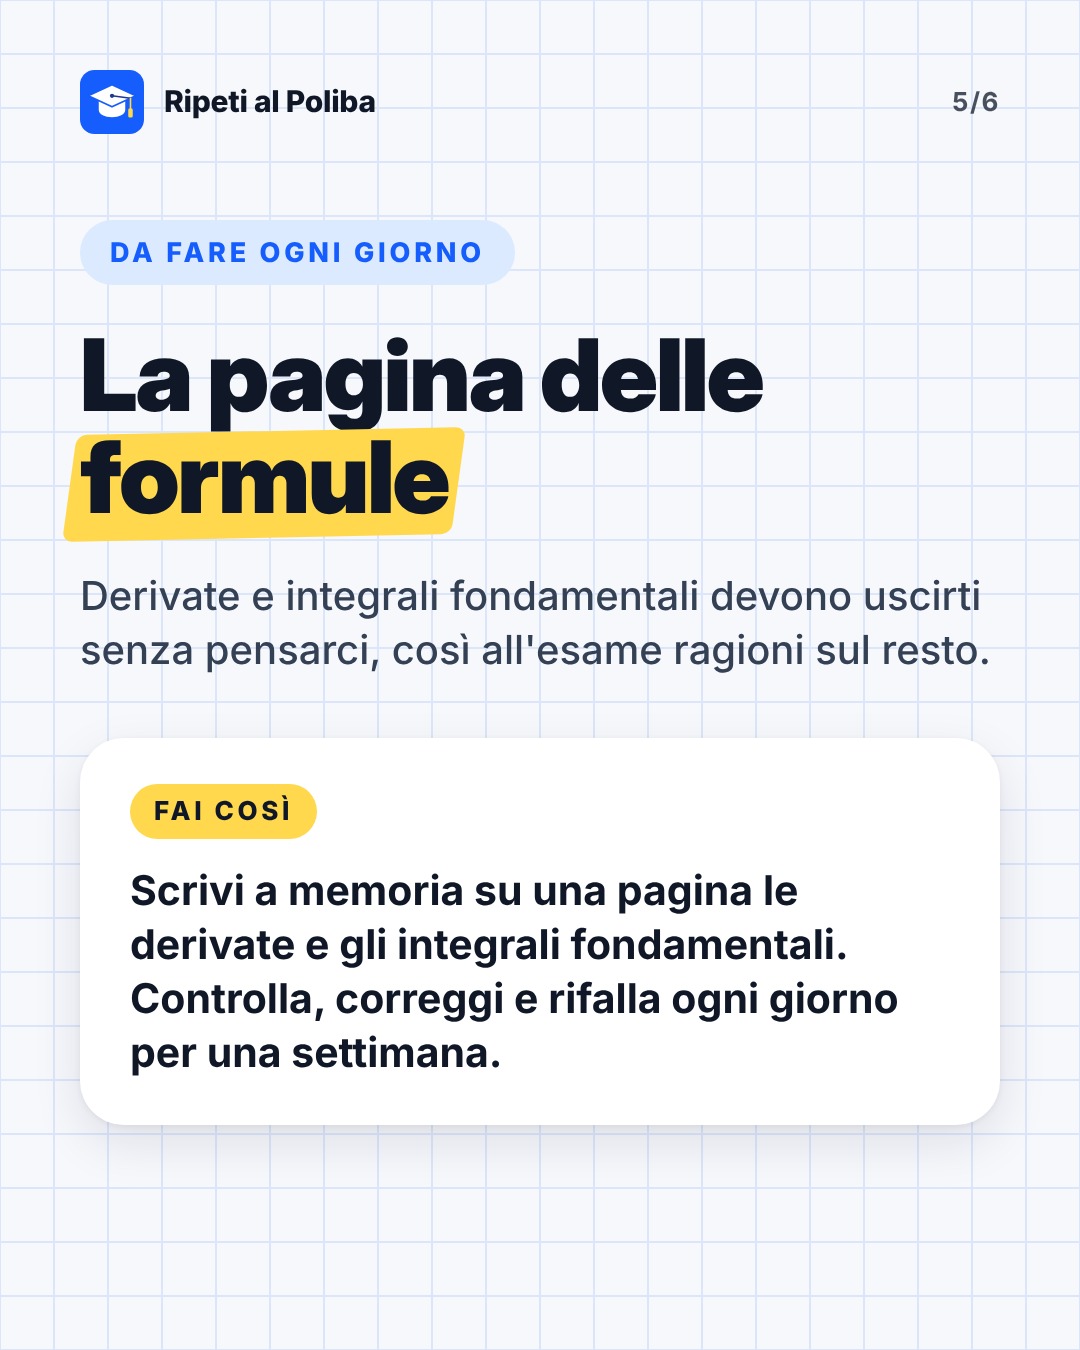 Ripeti al Poliba
5/6
DA FARE OGNI GIORNO
La pagina delle
formule
Derivate e integrali fondamentali devono uscirti
senza pensarci, così all'esame ragioni sul resto.
FAI COSÌ
Scrivi a memoria su una pagina le
derivate e gli integrali fondamentali.
Controlla, correggi e rifalla ogni giorno
per una settimana.